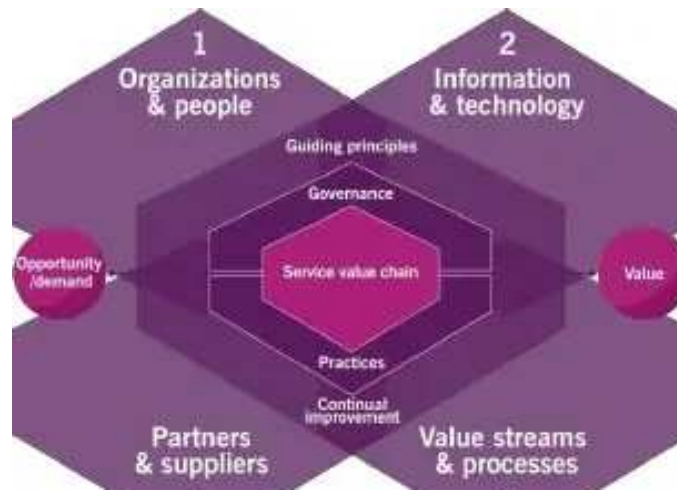 1
Organizations
& people
2
Information
& technology
Guiding principles
Governance
Opportunity
/demand
Service value chain
Value
Practices
Continual
improvement
Partners
& suppliers
Value streams
& processes